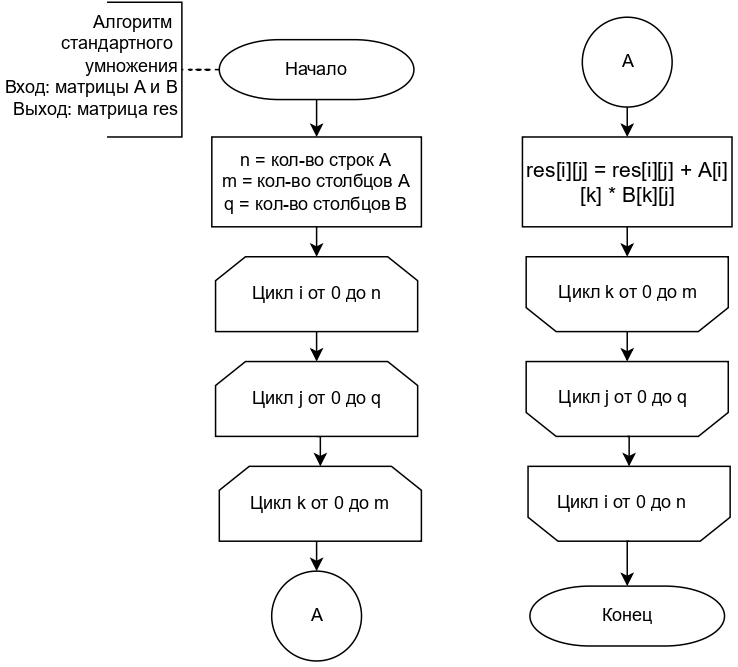 Алгоритм
стандартного
умножения
Вход: матрицы А и В
Выход: матрица res
Начало
n = кол-во строк А
m = кол-во столбцов А
q = кол-во столбцов В
Цикл i от 0 до n
Цикл j от 0 до q
Цикл k от 0 до m
А
А
res[i][j] = res[i][j] + A[i]
[k] * B[k][j]
Цикл k от 0 до m
Цикл j от 0 до q
Цикл i от 0 до n
Конец